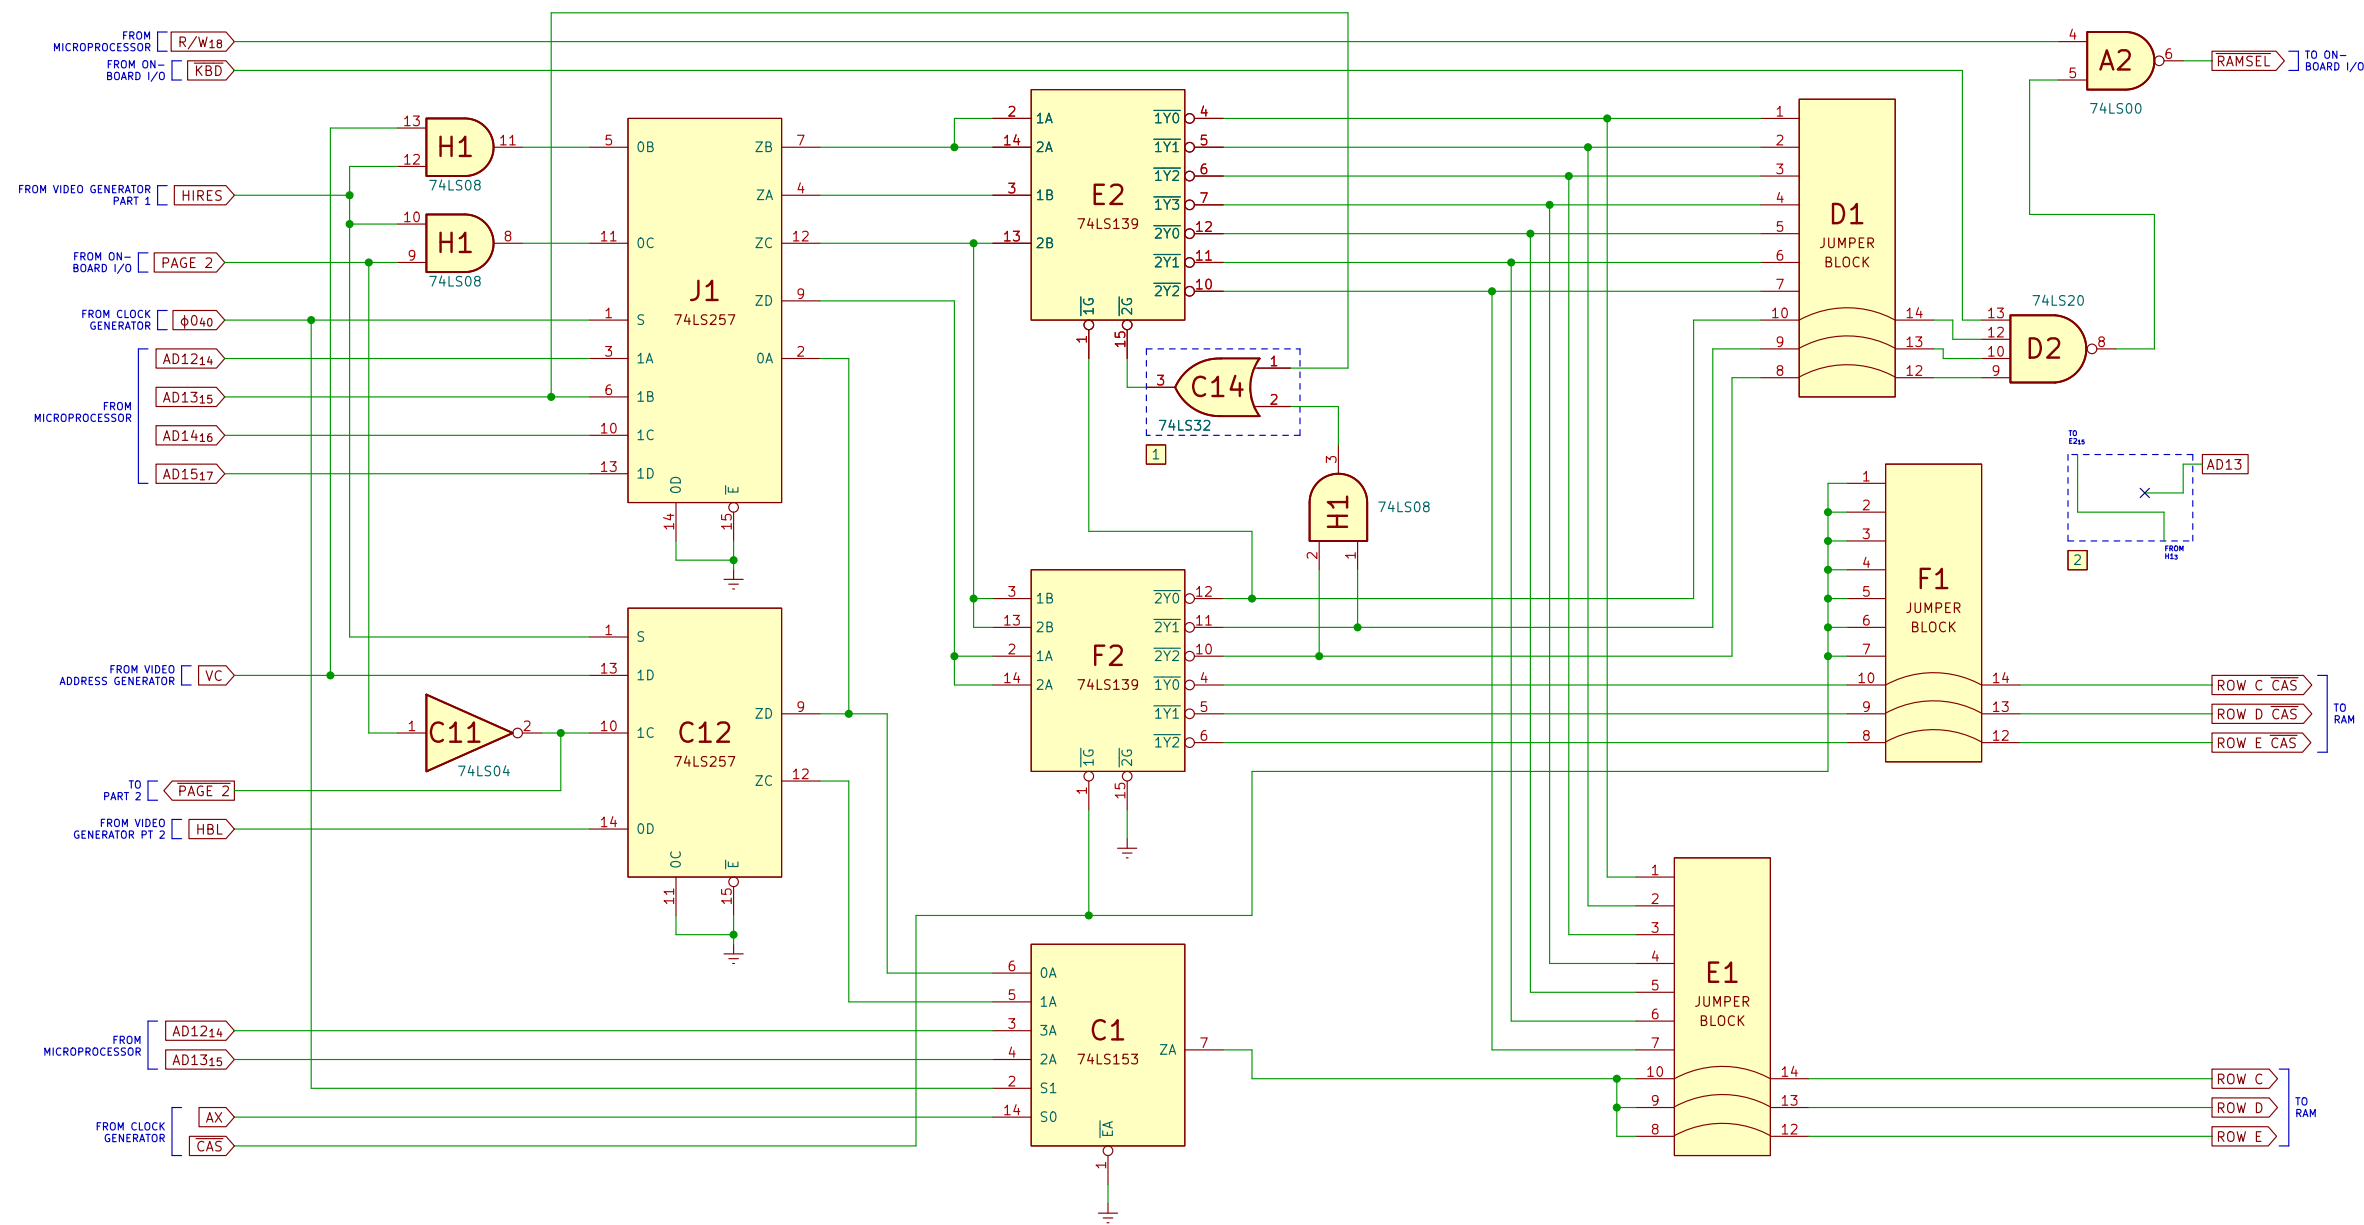 FROM
MICROPROCESSOR
R/W18
FROM ON-
BOARD I/O
KBD
4
5
6
A2
74LS00
RAMSEL
TO ON-
BOARD I/O
13
12
11
H1
74LS08
FROM VIDEO GENERATOR
PART 1
HIRES
10
9
8
H1
74LS08
FROM ON-
BOARD I/O
PAGE 2
FROM CLOCK
GENERATOR
ϕ040
FROM
MICROPROCESSOR
AD1214
AD1315
AD1416
AD1517
5 0B ZB 7
ZA 4
11 0C ZC 12
J1
74LS257
ZD 9
1 S
3 1A 0A 2
6 1B
10 1C
13 1D
0D E
14 15
2 1A 1Y0 4
14 2A 1Y1 5
1Y2 6
3 1B 1Y3 7
E2
74LS139
2Y0 12
13 2B
2Y1 11
2Y2 10
1G 2G
1 15
1
2
3
C14
74LS32
1
3
H1
74LS08
2 1
1
2
3
4
5
6
7
D1
JUMPER
BLOCK
10 14
9 13
8 12
74LS20
13
12
10
9
D2
8
TO
E215
AD13
FROM
H13
2
1
2
3
4
5
6
7
F1
JUMPER
BLOCK
10 14
9 13
8 12
ROW C CAS
ROW D CAS
ROW E CAS
TO
RAM
3 1B 2Y0 12
13 2B 2Y1 11
2 1A 2Y2 10
F2
74LS139
14 2A 1Y0 4
1Y1 5
1Y2 6
1G 2G
1 15
FROM VIDEO
ADDRESS GENERATOR
VC
1 C11 2
74LS04
TO
PART 2
PAGE 2
FROM VIDEO
GENERATOR PT 2
HBL
1 S
13 1D
ZD 9
10 1C
C12
74LS257
ZC 12
14 0D
0C E
11 15
FROM
MICROPROCESSOR
AD1214
AD1315
FROM CLOCK
GENERATOR
AX
CAS
6 0A
5 1A
3 3A
C1
74LS153
ZA 7
4 2A
2 S1
14 S0
EA
1
1
2
3
4
5
6
7
E1
JUMPER
BLOCK
10 14
9 13
8 12
ROW C
ROW D
ROW E
TO
RAM